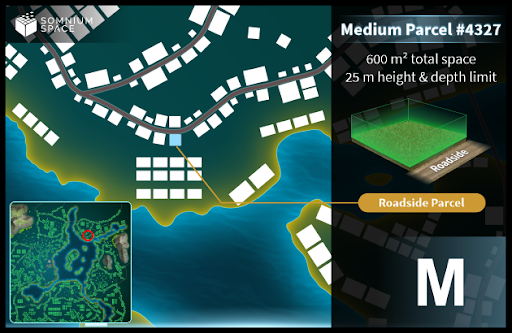 SOMNIUM
SPACE
Medium Parcel #4327
600 m² total space
25 m height & depth limit
Roadside
Roadside Parcel
M